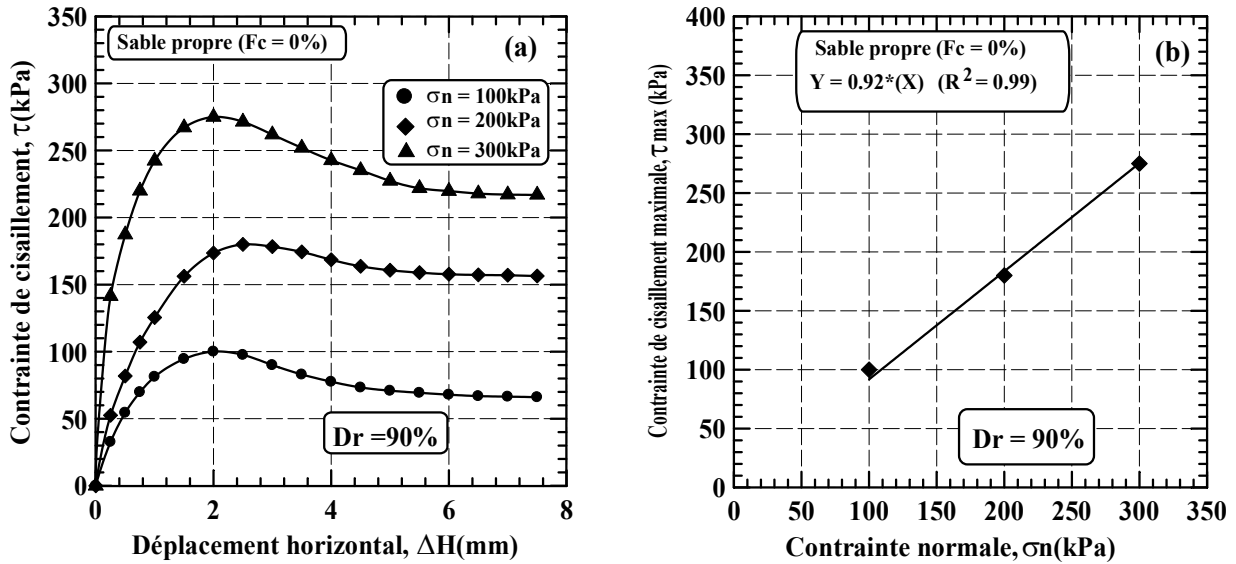 Sable propre (Fc = 0%)
(a)
σn = 100kPa
σn = 200kPa
σn = 300kPa
Dr =90%
Contrainte de cisaillement, τ(kPa)
350
300
250
200
150
100
50
0
0 2 4 6 8
Déplacement horizontal, ΔH(mm)
Sable propre (Fc = 0%)
Y = 0.92*(X) (R² = 0.99)
(b)
Dr = 90%
Contrainte de cisaillement maximale, τ max (kPa)
400
350
300
250
200
150
100
50
0
0 50 100 150 200 250 300 350
Contrainte normale, σn(kPa)